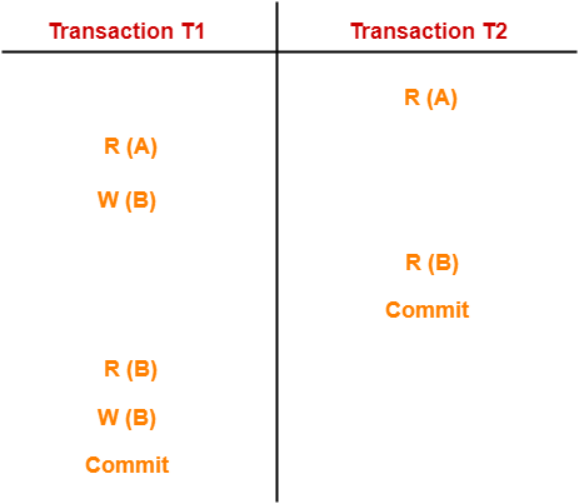 Transaction T1 Transaction T2
R (A)
R (A)
W (B)
R (B)
Commit
R (B)
W (B)
Commit